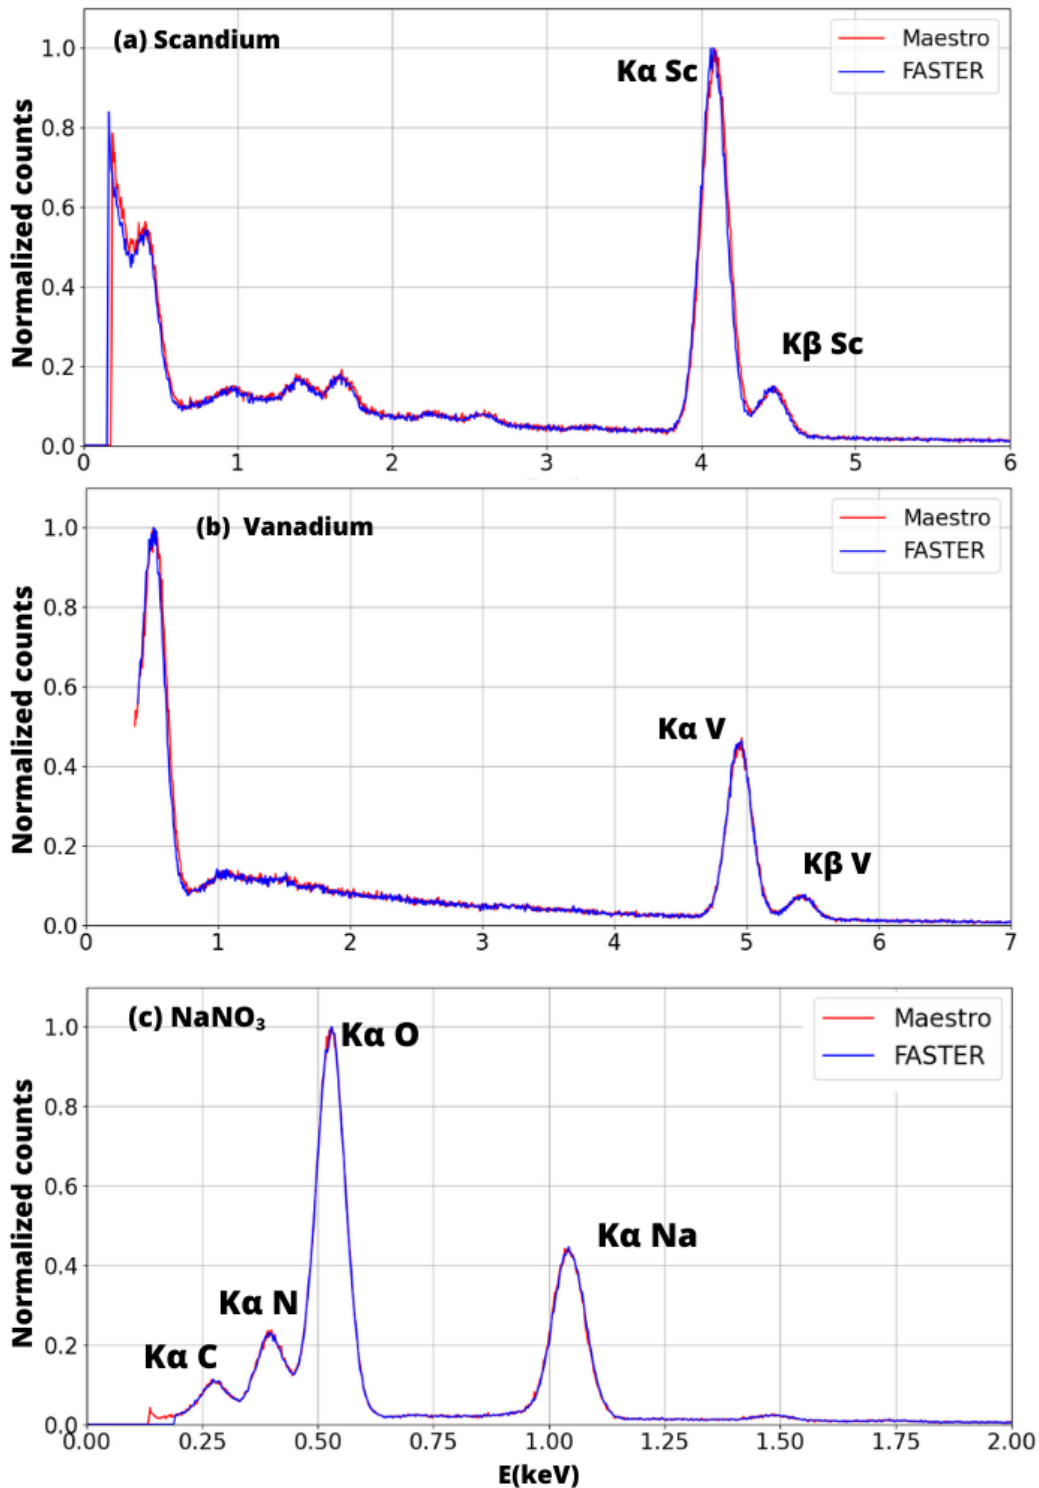 (a) Scandium
Maestro
FASTER
Kα Sc
Kβ Sc
Normalized counts
1.0
0.8
0.6
0.4
0.2
0.0
0 1 2 3 4 5 6
(b) Vanadium
Maestro
FASTER
Kα V
Kβ V
Normalized counts
1.0
0.8
0.6
0.4
0.2
0.0
0 1 2 3 4 5 6 7
(c) NaNO₃
Maestro
FASTER
Kα O
Kα Na
Kα N
Kα C
Normalized counts
1.0
0.8
0.6
0.4
0.2
0.0
0.00 0.25 0.50 0.75 1.00 1.25 1.50 1.75 2.00
E(keV)